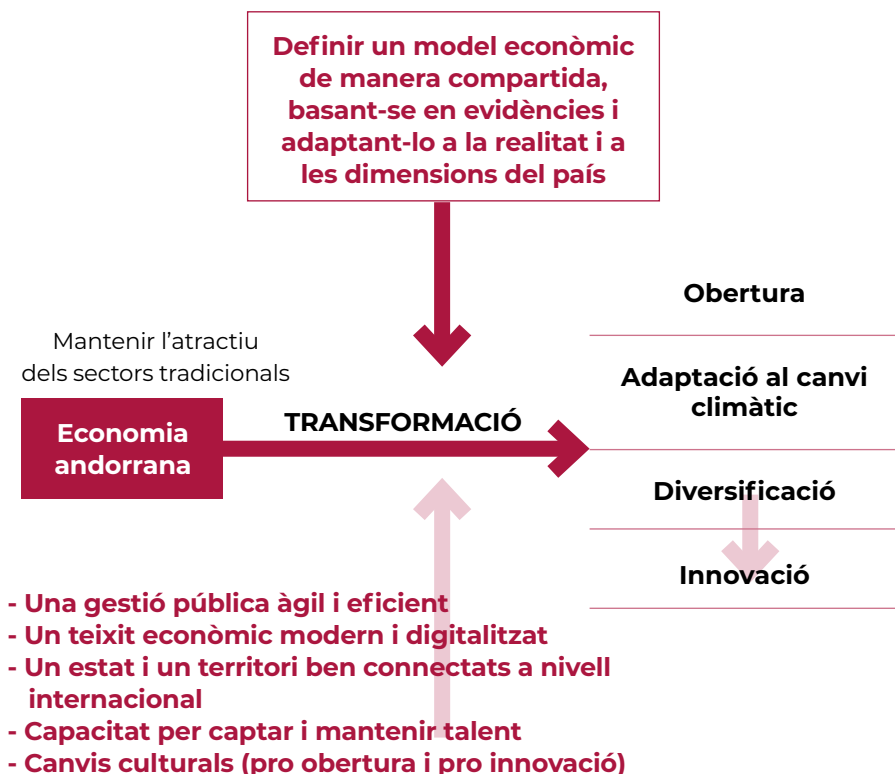 Definir un model econòmic
de manera compartida,
basant-se en evidències i
adaptant-lo a la realitat i a
les dimensions del país
Mantenir l'atractiu
dels sectors tradicionals
Economia
andorrana
TRANSFORMACIÓ
Obertura
Adaptació al canvi
climàtic
Diversificació
Innovació
- Una gestió pública àgil i eficient
- Un teixit econòmic modern i digitalitzat
- Un estat i un territori ben connectats a nivell
internacional
- Capacitat per captar i mantenir talent
- Canvis culturals (pro obertura i pro innovació)